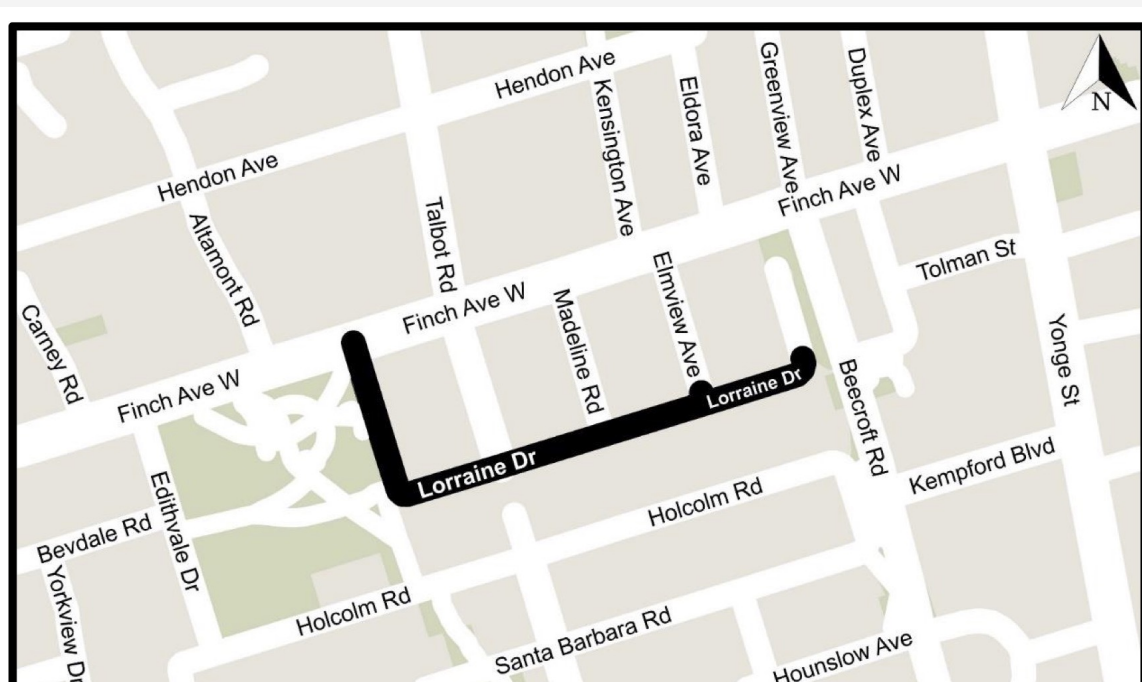 Hendon Ave
Greenview Ave
Duplex Ave
N
Kensington Ave
Eldora Ave
Hendon Ave
Finch Ave W
Talbot Rd
Altamont Rd
Tolman St
Elmview Ave
Carney Rd
Finch Ave W
Madeline Rd
Yonge St
Finch Ave W
Lorraine Dr
Beecroft Rd
Lorraine Dr
Kempford Blvd
Edithvale Dr
Holcolm Rd
Bevdale Rd
Yorkview Dr
Holcolm Rd
Santa Barbara Rd
Hounslow Ave